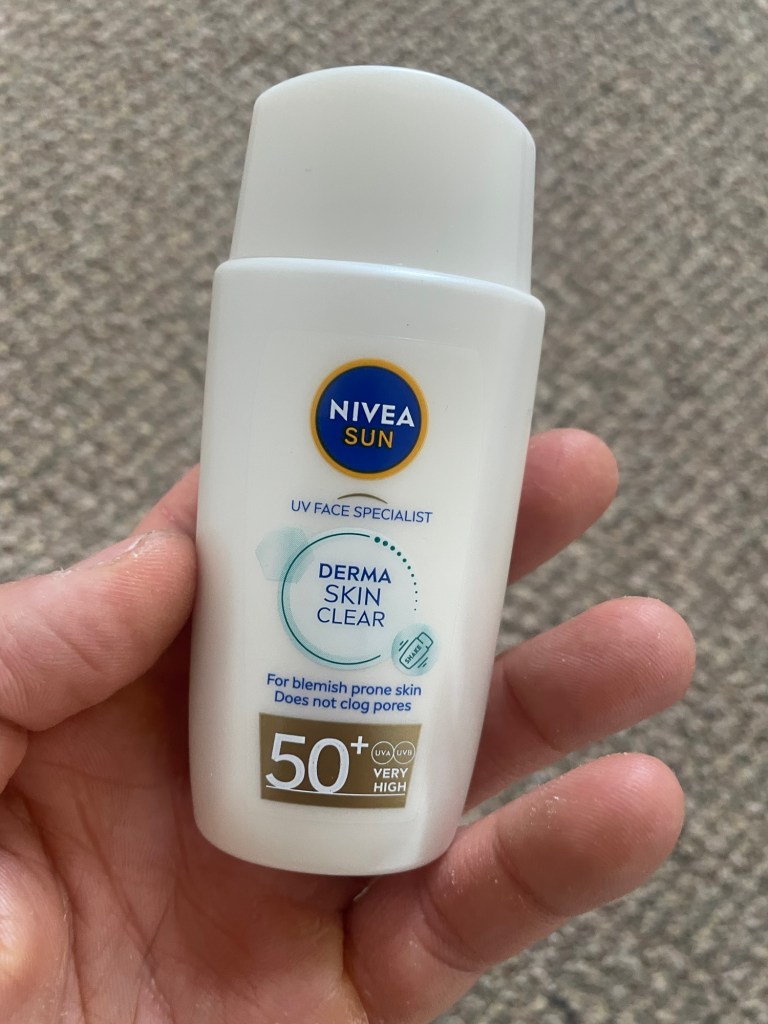 NIVEA
SUN
UV FACE SPECIALIST
DERMA
SKIN
CLEAR
SHAKE!
For blemish prone skin
Does not clog pores
50+
UVA UVB
VERY
HIGH